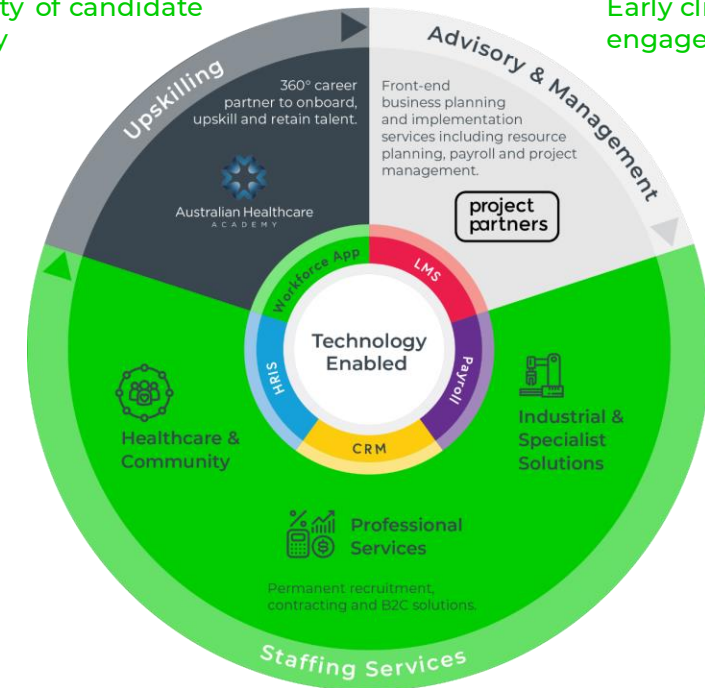 ty of candidate
y
Early cli
engage
Upskilling
Advisory & Management
360° career
partner to onboard,
upskill and retain talent.
Australian Healthcare
ACADEMY
Front-end
business planning
and implementation
services including resource
planning, payroll and project
management.
project
partners
Workforce App
LMS
HRIS
Payroll
CRM
Technology
Enabled
Healthcare &
Community
Industrial &
Specialist
Solutions
Professional
Services
Permanent recruitment,
contracting and B2C solutions.
Staffing Services